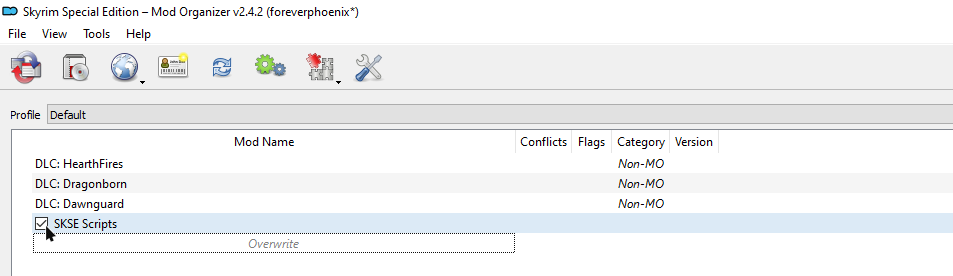 Skyrim Special Edition – Mod Organizer v2.4.2 (foreverphoenix*)
File View Tools Help
Profile Default
Mod Name Conflicts Flags Category Version
DLC: HearthFires Non-MO
DLC: Dragonborn Non-MO
DLC: Dawnguard Non-MO
SKSE Scripts
Overwrite